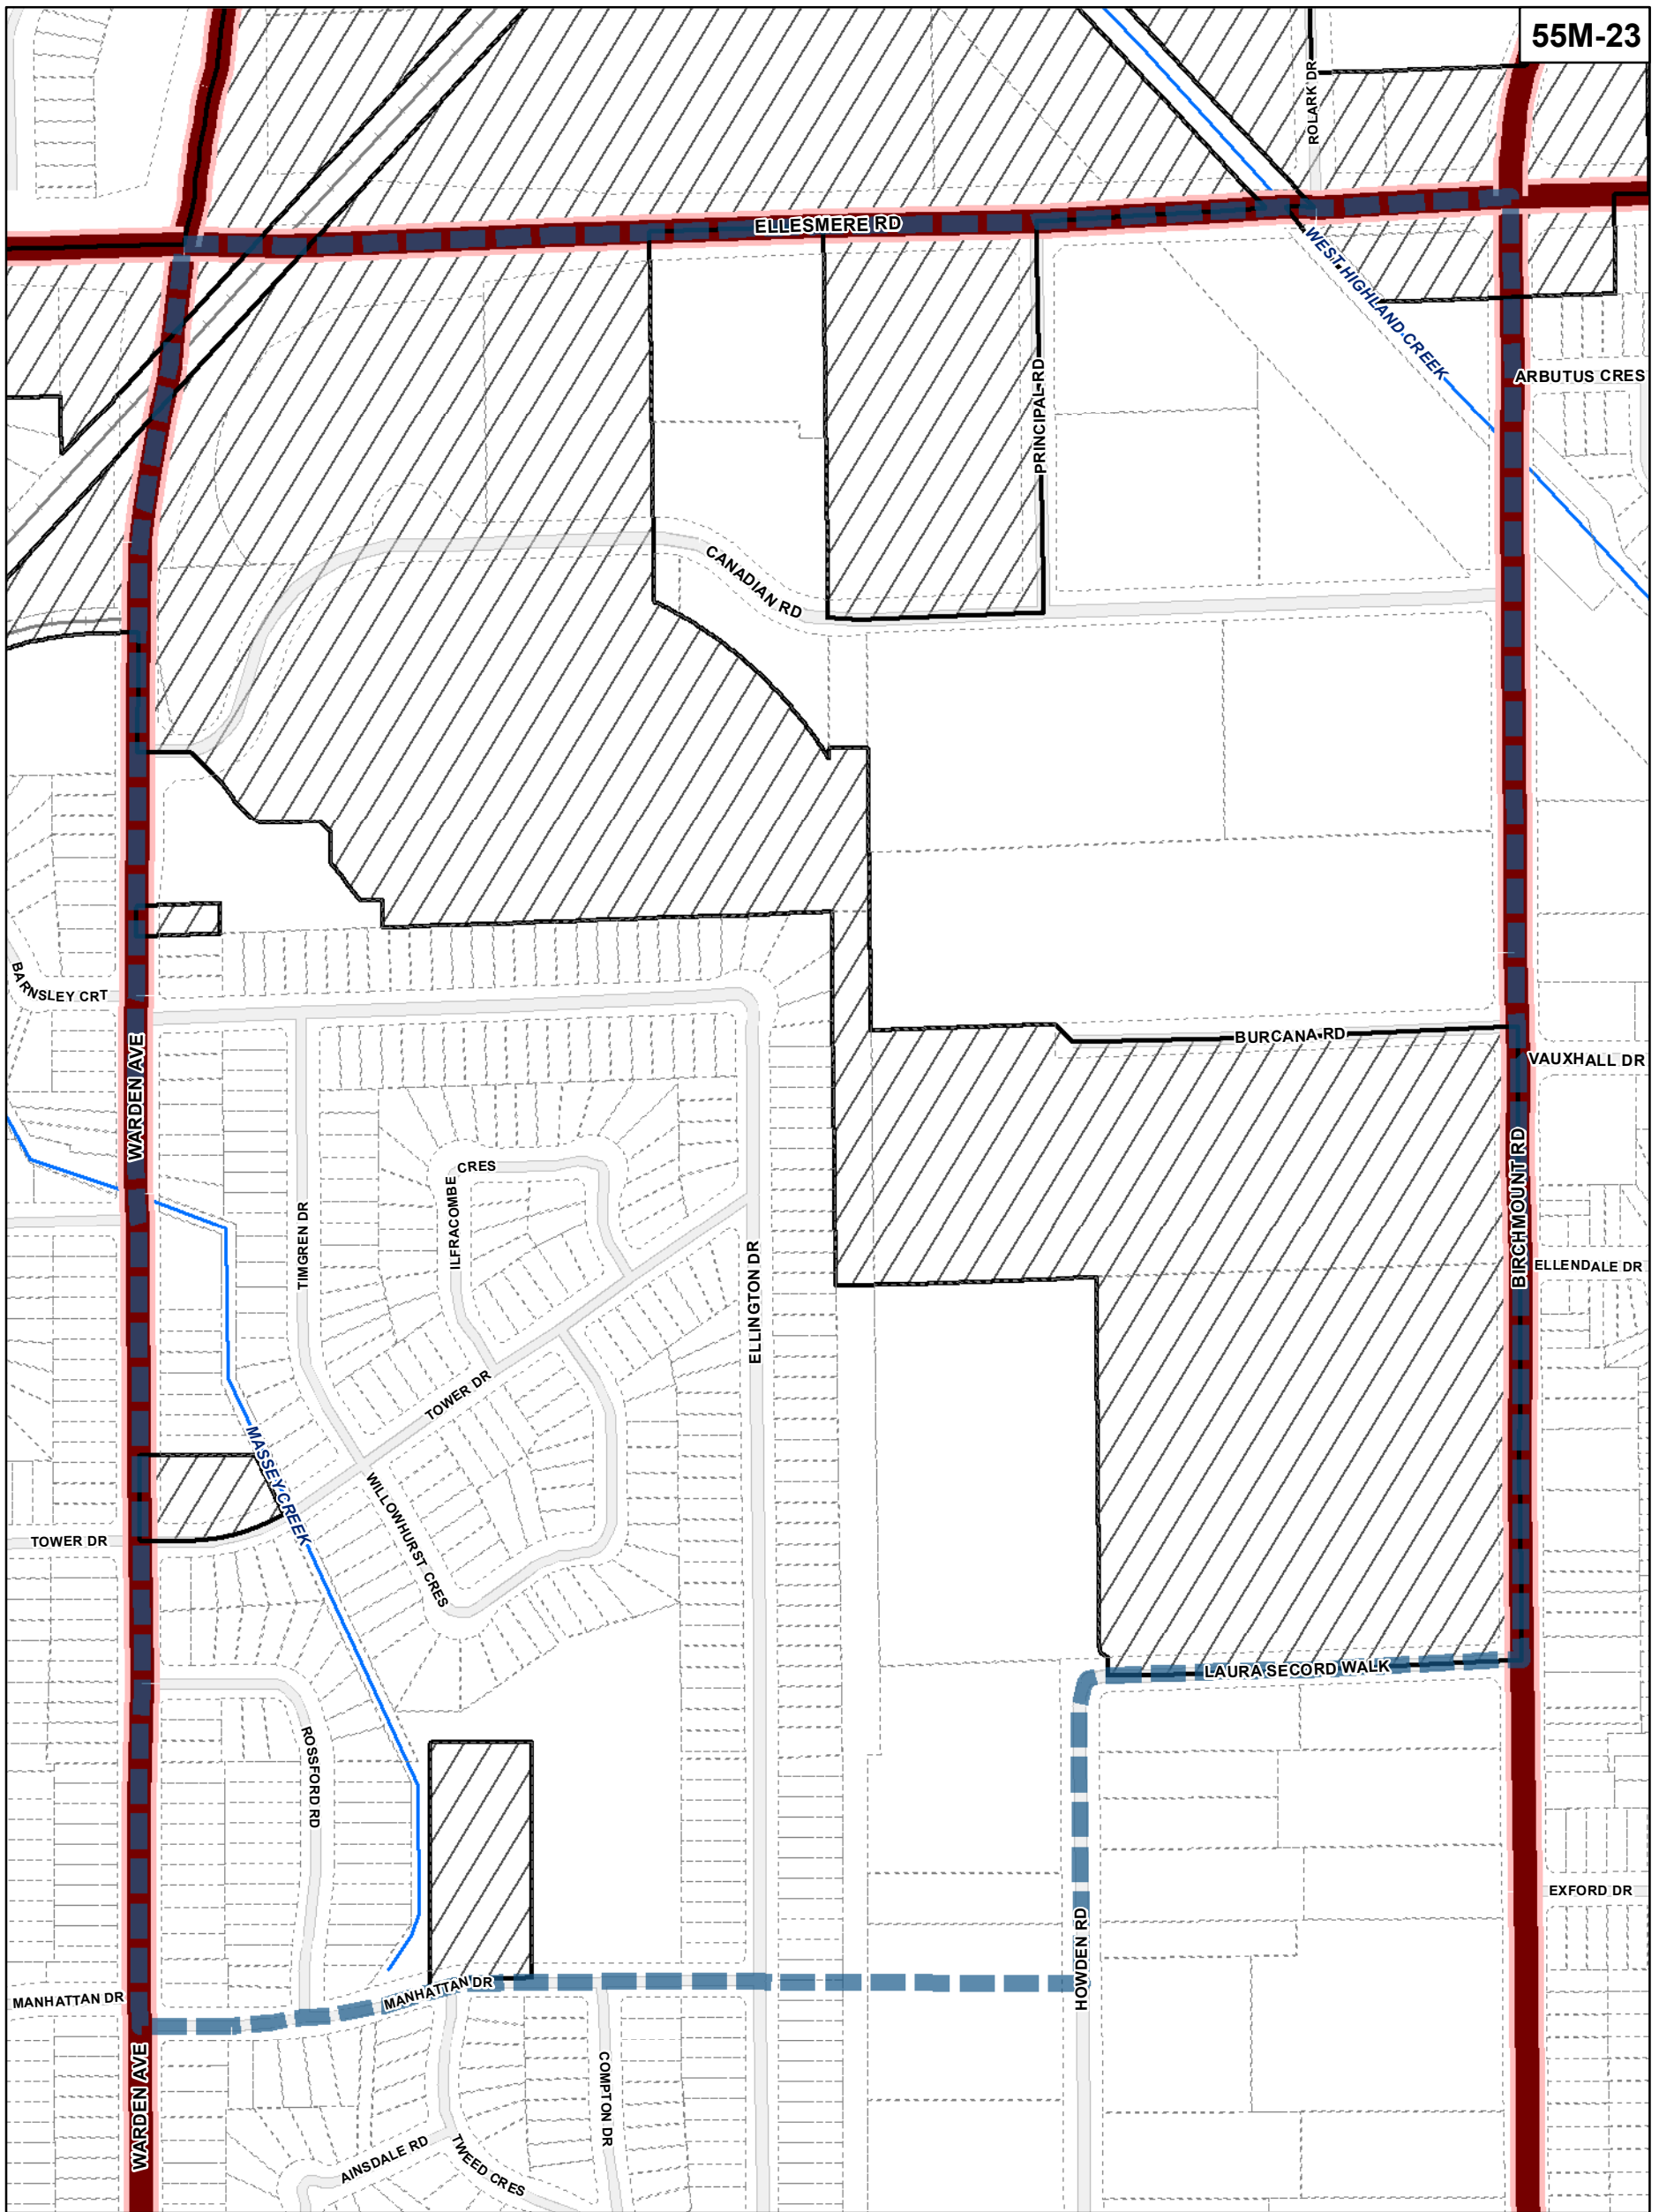 55M-23
ROLARK DR
ELLESMERE RD
WEST HIGHLAND CREEK
ARBUTUS CRES
PRINCIPAL RD
CANADIAN RD
BARNSLEY CRT
WARDEN AVE
BURCANA RD
VAUXHALL DR
BIRCHMOUNT RD
CRES
ILFRACOMBE
TIMGREN DR
ELLINGTON DR
ELLENDALE DR
TOWER DR
MASSEY CREEK
WILLOWHURST CRES
TOWER DR
LAURA SECORD WALK
ROSSFORD RD
EXFORD DR
HOWDEN RD
MANHATTAN DR
MANHATTAN DR
WARDEN AVE
COMPTON DR
AINSDALE RD
TWEED CRES